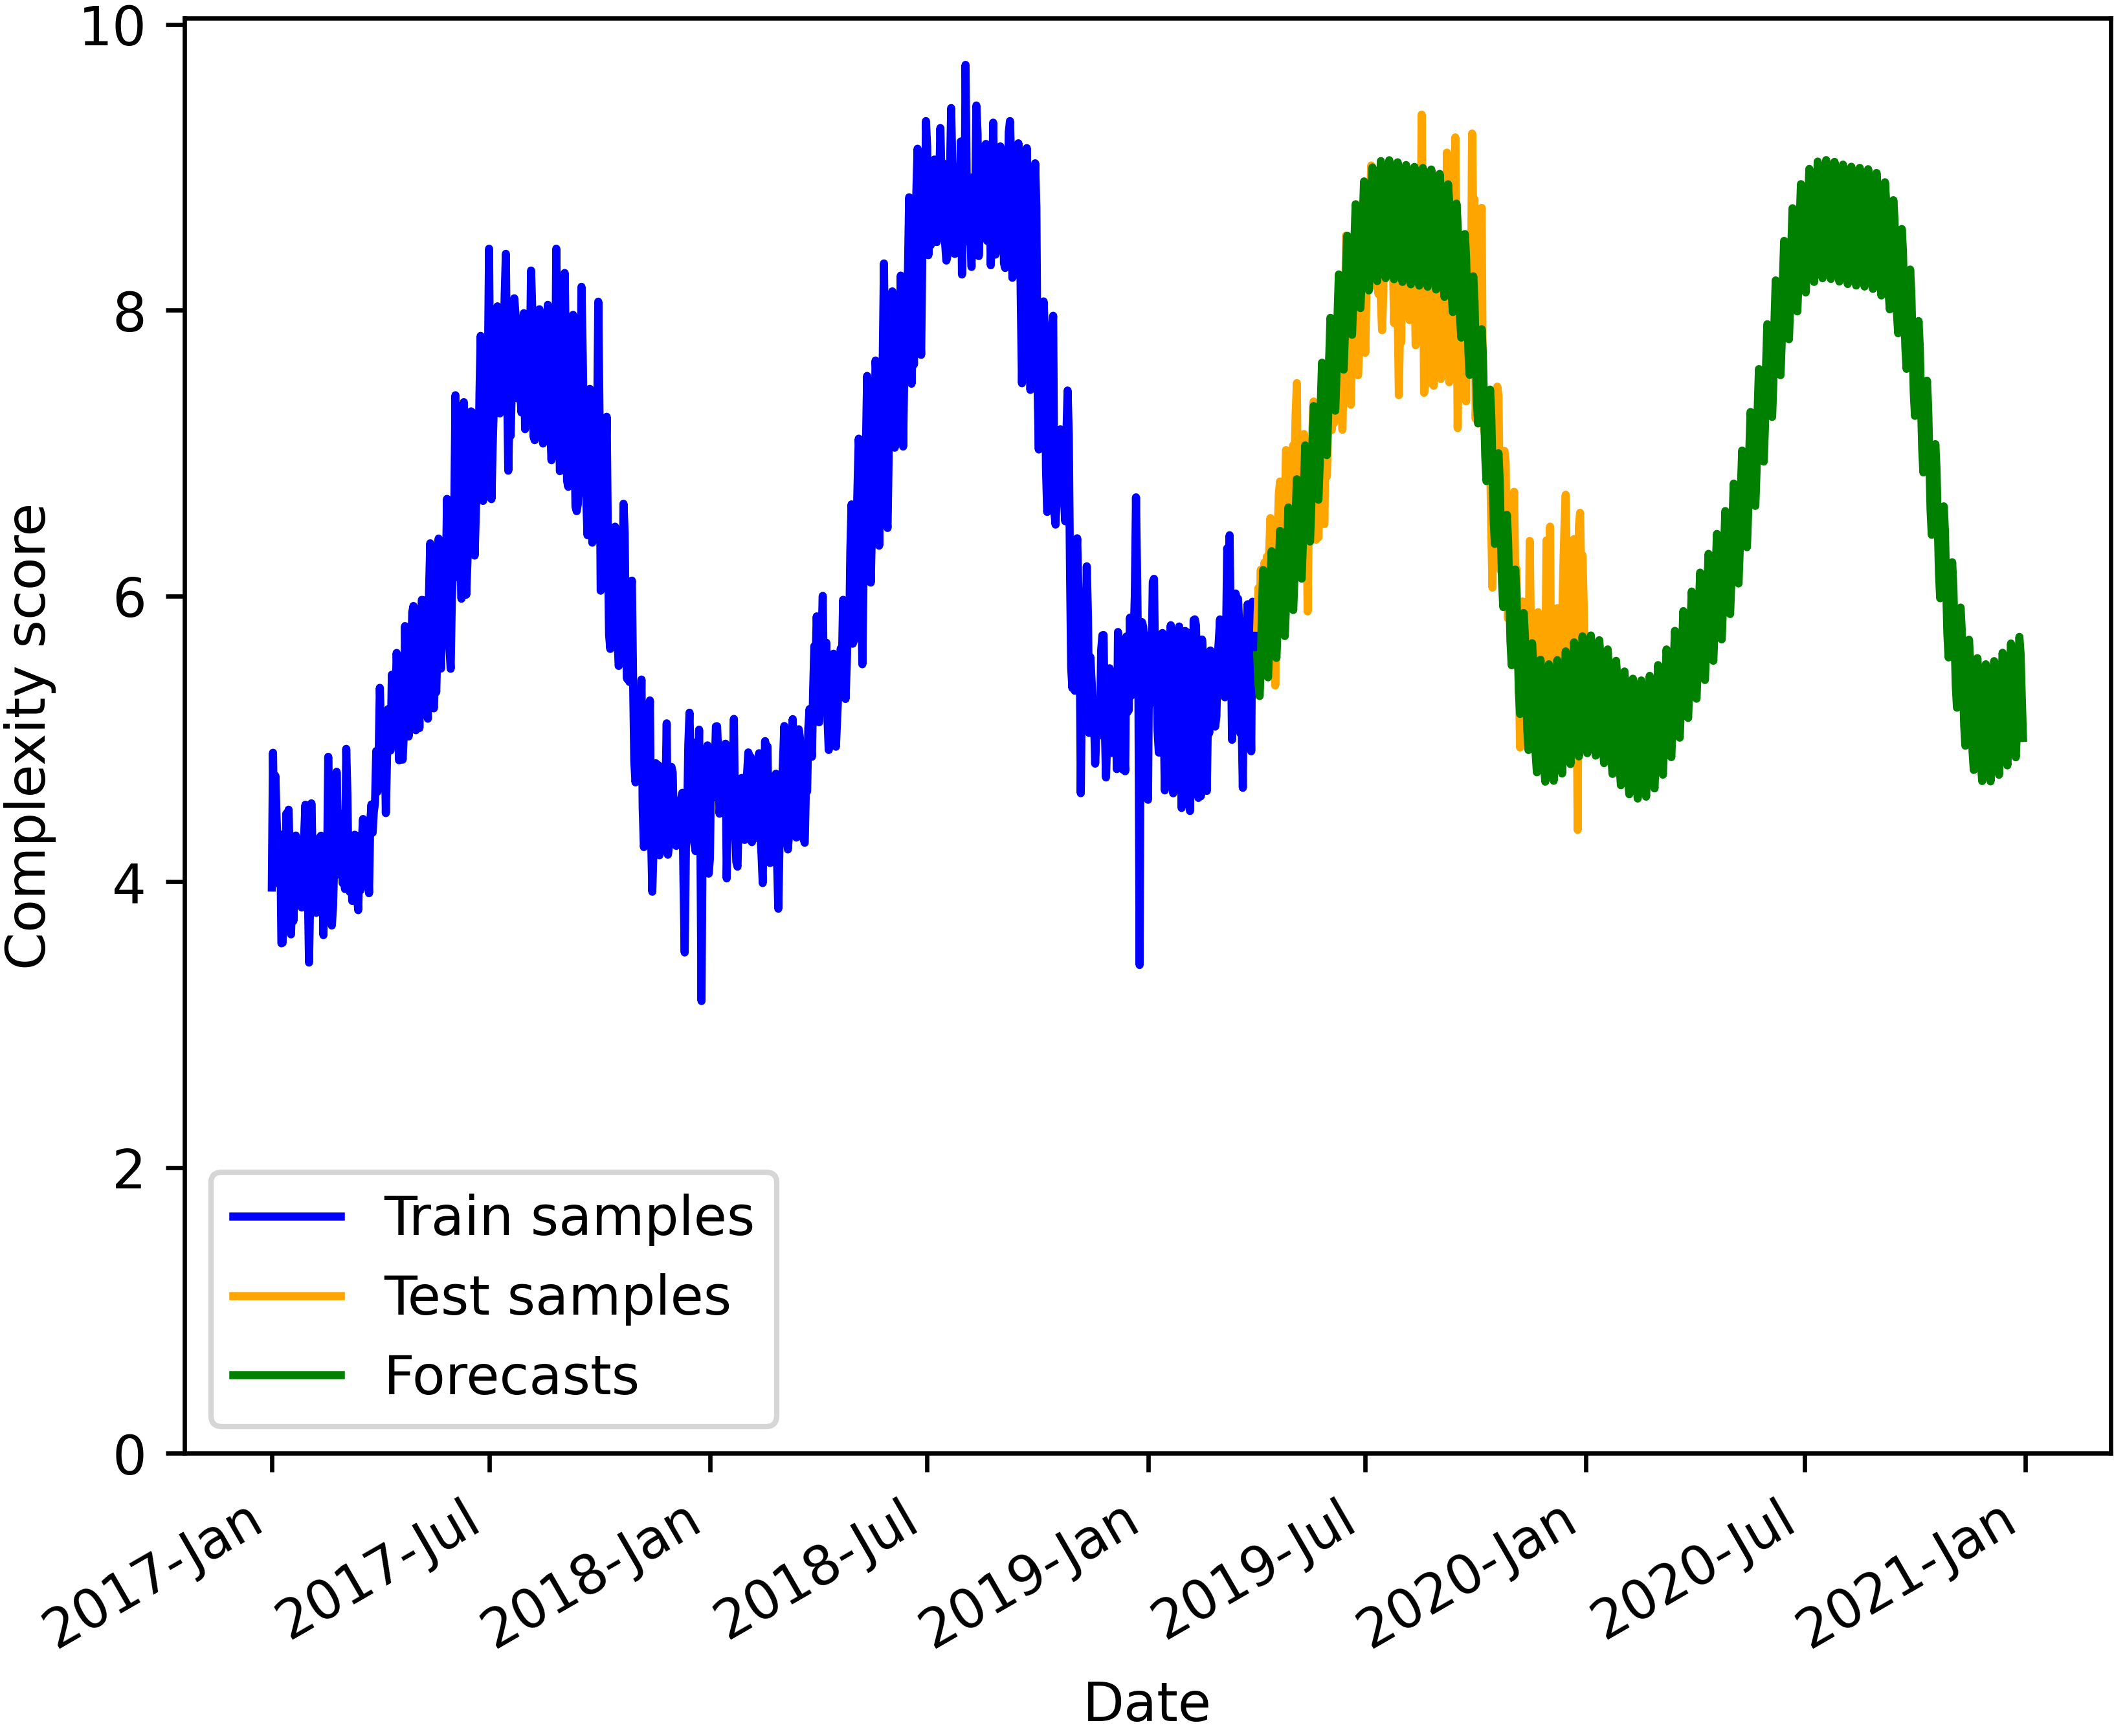 10
8
6
4
2
0
Complexity score
Train samples
Test samples
Forecasts
2017-Jan
2017-Jul
2018-Jan
2018-Jul
2019-Jan
2019-Jul
2020-Jan
2020-Jul
2021-Jan
Date